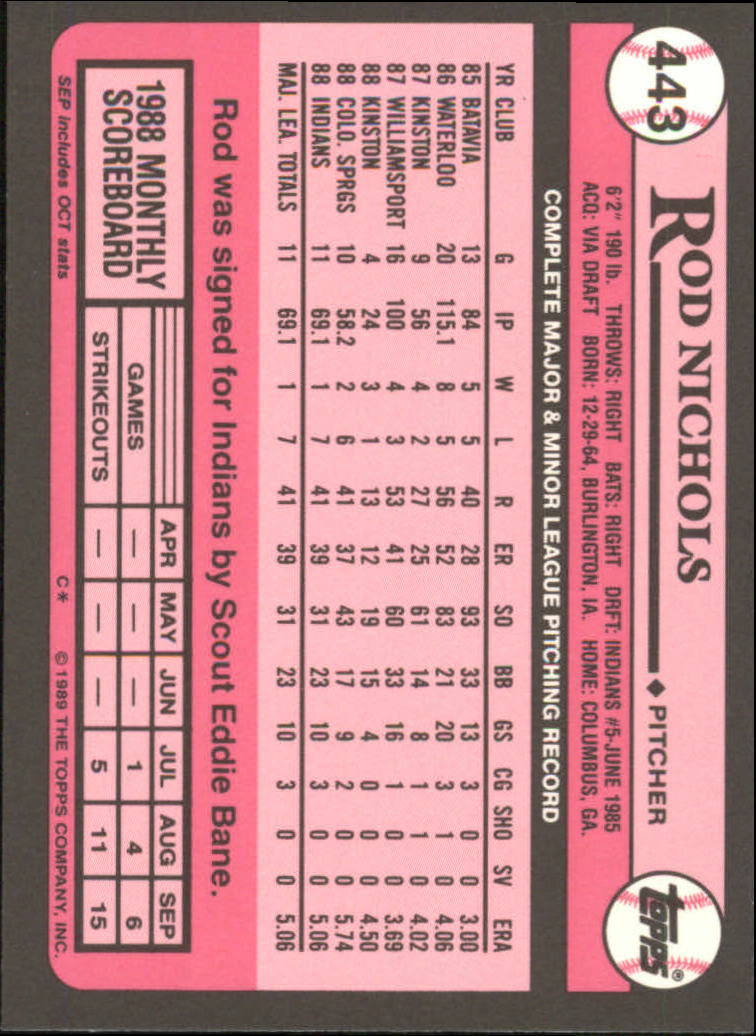 443
ROD NICHOLS ◆ PITCHER
topps®
6'2" 190 lb. THROWS: RIGHT BATS: RIGHT DRFT: INDIANS #5-JUNE 1985
ACQ: VIA DRAFT BORN: 12-29-64, BURLINGTON, IA. HOME: COLUMBUS, GA.
COMPLETE MAJOR & MINOR LEAGUE PITCHING RECORD
YR CLUB G IP W L R ER SO BB GS CG SHO SV ERA
85 BATAVIA 13 84 5 5 40 28 93 33 13 3 0 0 3.00
86 WATERLOO 20 115.1 8 5 56 52 83 21 20 3 1 0 4.06
87 KINSTON 9 56 4 2 27 25 61 14 8 1 1 0 4.02
87 WILLIAMSPORT 16 100 4 3 53 41 60 33 16 1 0 0 3.69
88 KINSTON 4 24 3 1 13 12 19 15 4 0 0 0 4.50
88 COLO. SPRGS 10 58.2 2 6 41 37 43 17 9 2 0 0 5.74
88 INDIANS 11 69.1 1 7 41 39 31 23 10 3 0 0 5.06
MAJ. LEA. TOTALS 11 69.1 1 7 41 39 31 23 10 3 0 0 5.06
Rod was signed for Indians by Scout Eddie Bane.
1988 MONTHLY
SCOREBOARD
APR MAY JUN JUL AUG SEP
GAMES — — — 1 4 6
STRIKEOUTS — — — 5 11 15
SEP includes OCT stats C* © 1989 THE TOPPS COMPANY, INC.